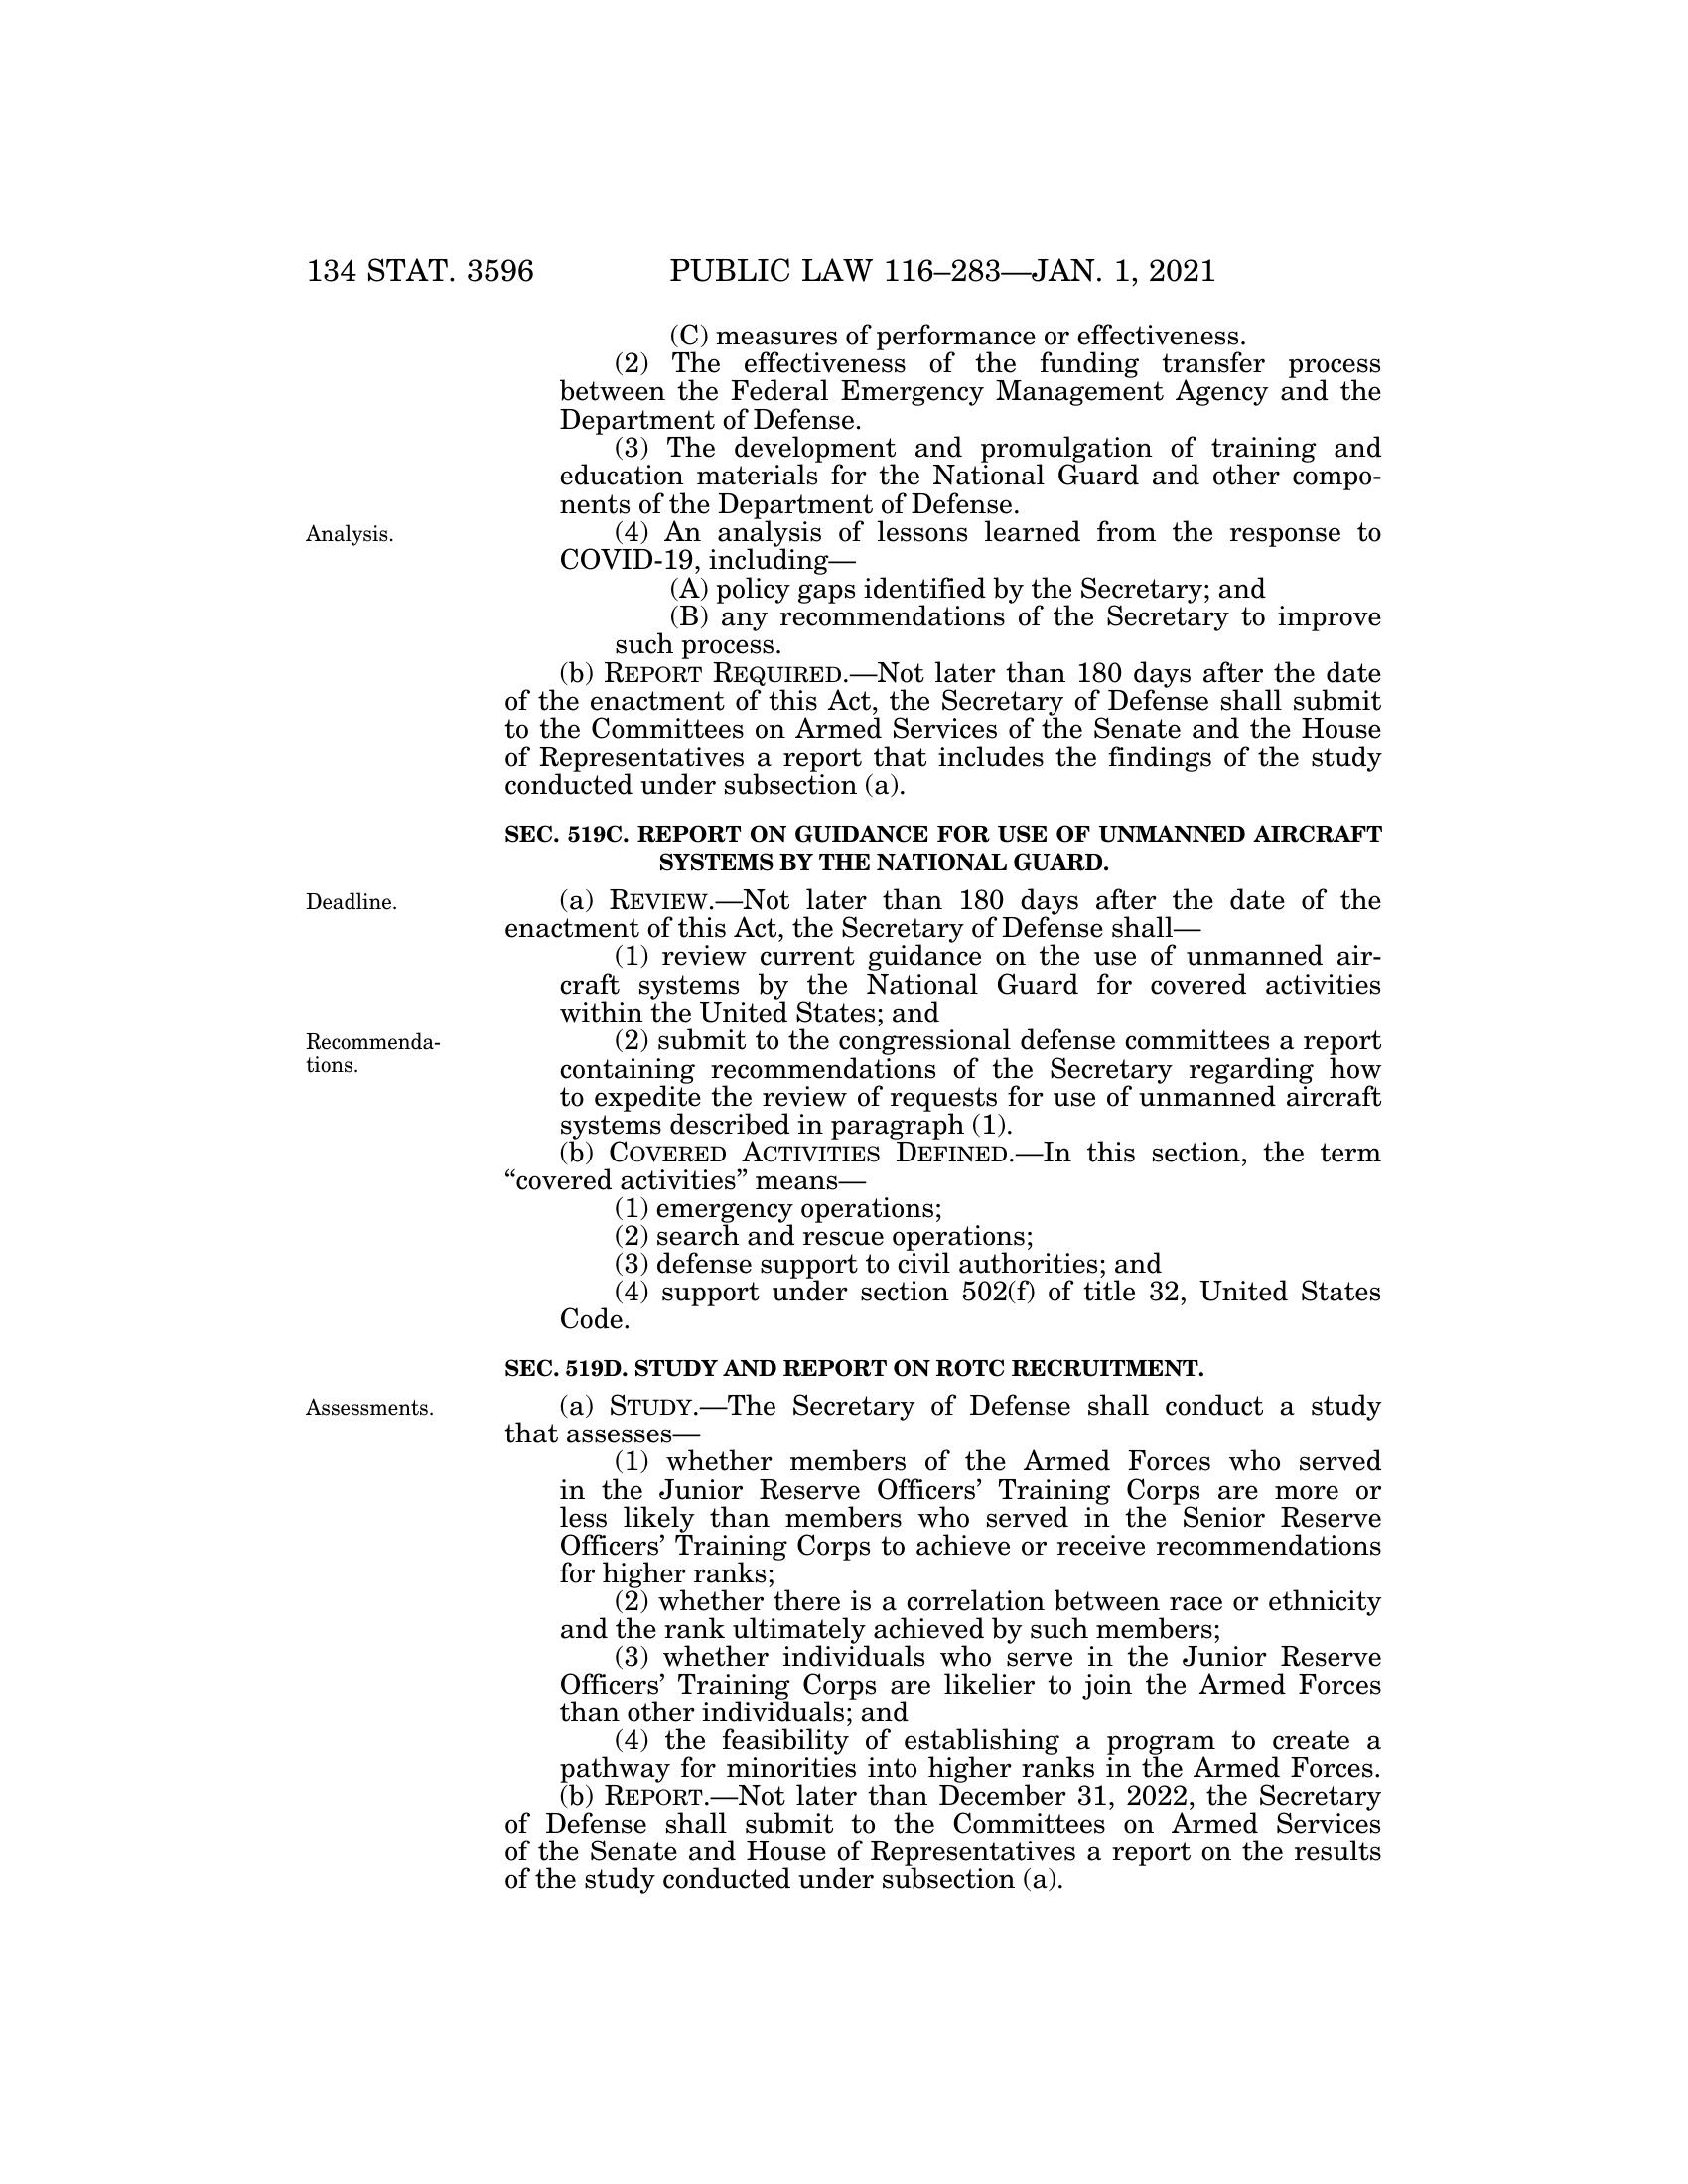 134 STAT. 3596 PUBLIC LAW 116–283—JAN. 1, 2021
(C) measures of performance or effectiveness.
(2) The effectiveness of the funding transfer process
between the Federal Emergency Management Agency and the
Department of Defense.
(3) The development and promulgation of training and
education materials for the National Guard and other compo-
nents of the Department of Defense.
Analysis.
(4) An analysis of lessons learned from the response to
COVID-19, including—
(A) policy gaps identified by the Secretary; and
(B) any recommendations of the Secretary to improve
such process.
(b) REPORT REQUIRED.—Not later than 180 days after the date
of the enactment of this Act, the Secretary of Defense shall submit
to the Committees on Armed Services of the Senate and the House
of Representatives a report that includes the findings of the study
conducted under subsection (a).
SEC. 519C. REPORT ON GUIDANCE FOR USE OF UNMANNED AIRCRAFT
SYSTEMS BY THE NATIONAL GUARD.
Deadline.
(a) REVIEW.—Not later than 180 days after the date of the
enactment of this Act, the Secretary of Defense shall—
(1) review current guidance on the use of unmanned air-
craft systems by the National Guard for covered activities
within the United States; and
Recommenda-
tions.
(2) submit to the congressional defense committees a report
containing recommendations of the Secretary regarding how
to expedite the review of requests for use of unmanned aircraft
systems described in paragraph (1).
(b) COVERED ACTIVITIES DEFINED.—In this section, the term
“covered activities” means—
(1) emergency operations;
(2) search and rescue operations;
(3) defense support to civil authorities; and
(4) support under section 502(f) of title 32, United States
Code.
SEC. 519D. STUDY AND REPORT ON ROTC RECRUITMENT.
Assessments.
(a) STUDY.—The Secretary of Defense shall conduct a study
that assesses—
(1) whether members of the Armed Forces who served
in the Junior Reserve Officers’ Training Corps are more or
less likely than members who served in the Senior Reserve
Officers’ Training Corps to achieve or receive recommendations
for higher ranks;
(2) whether there is a correlation between race or ethnicity
and the rank ultimately achieved by such members;
(3) whether individuals who serve in the Junior Reserve
Officers’ Training Corps are likelier to join the Armed Forces
than other individuals; and
(4) the feasibility of establishing a program to create a
pathway for minorities into higher ranks in the Armed Forces.
(b) REPORT.—Not later than December 31, 2022, the Secretary
of Defense shall submit to the Committees on Armed Services
of the Senate and House of Representatives a report on the results
of the study conducted under subsection (a).